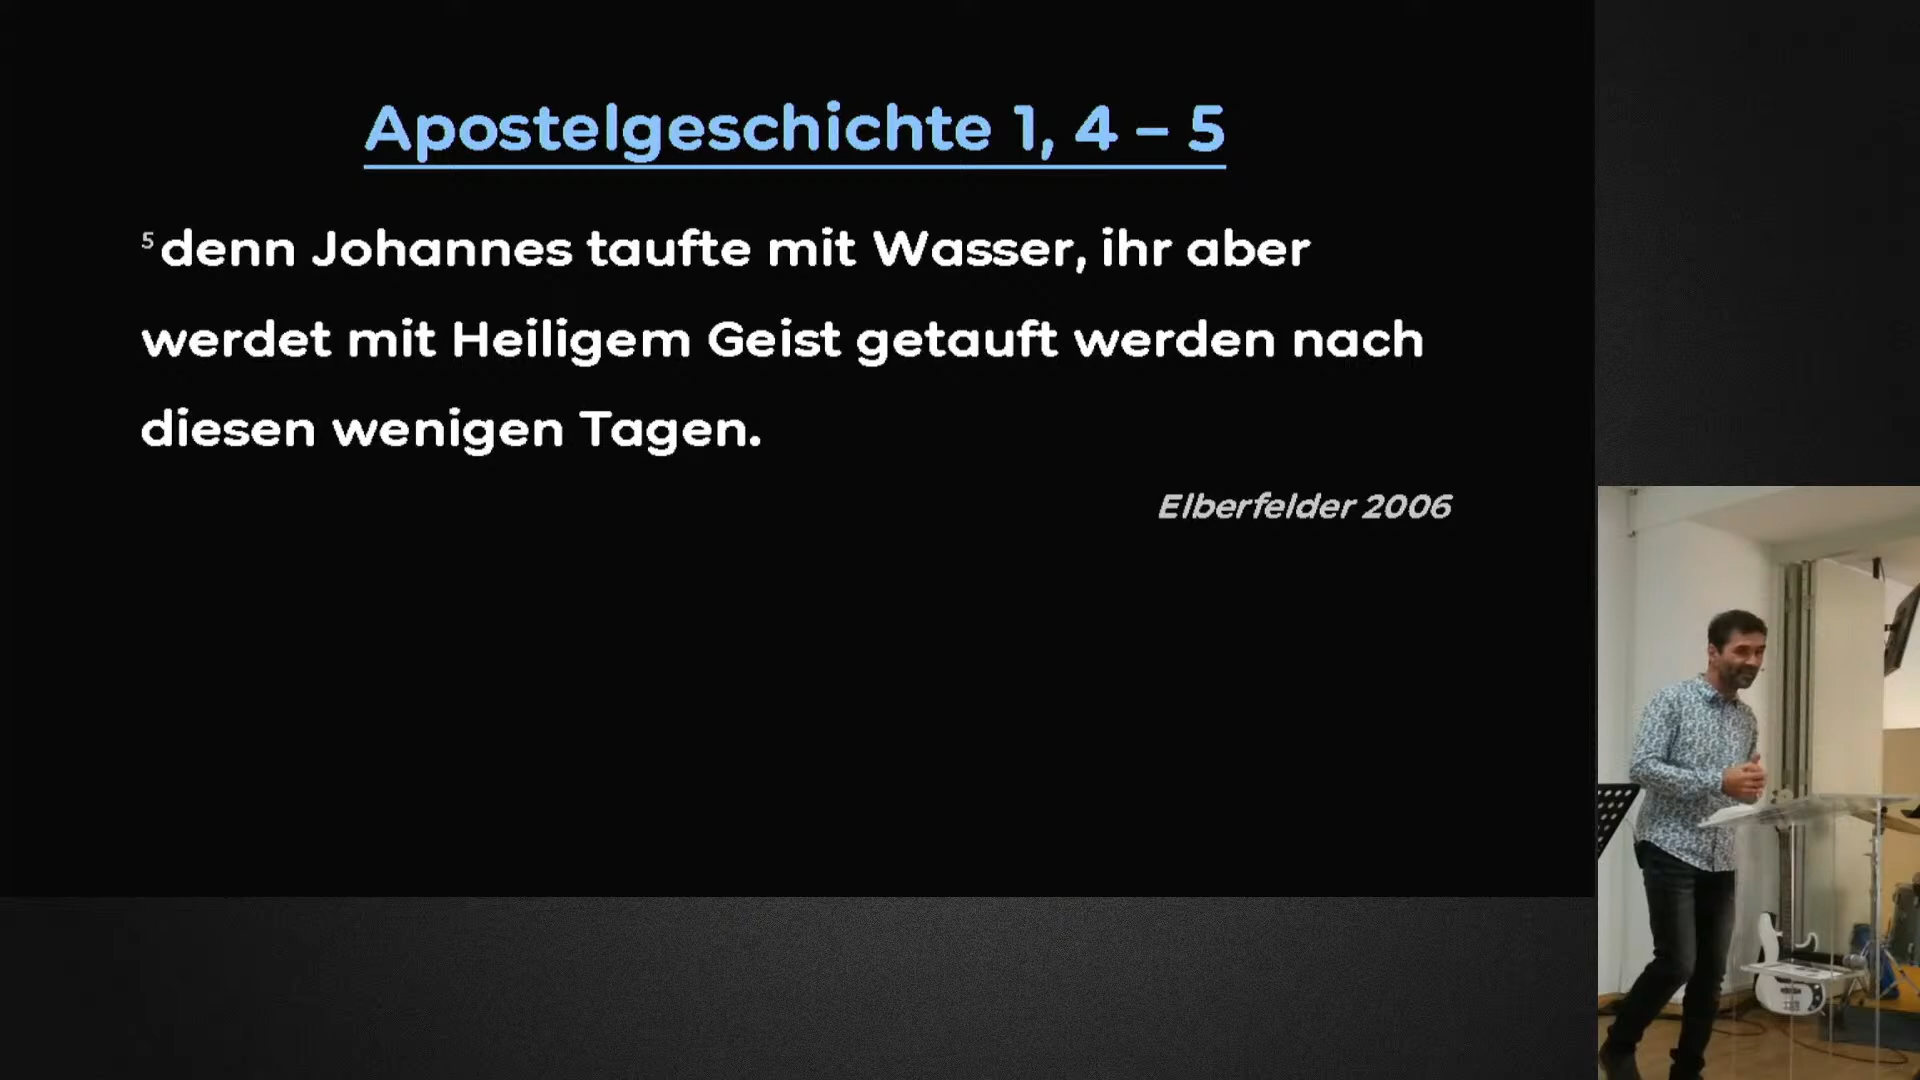 Apostelgeschichte 1, 4 – 5
5 denn Johannes taufte mit Wasser, ihr aber
werdet mit Heiligem Geist getauft werden nach
diesen wenigen Tagen.
Elberfelder 2006